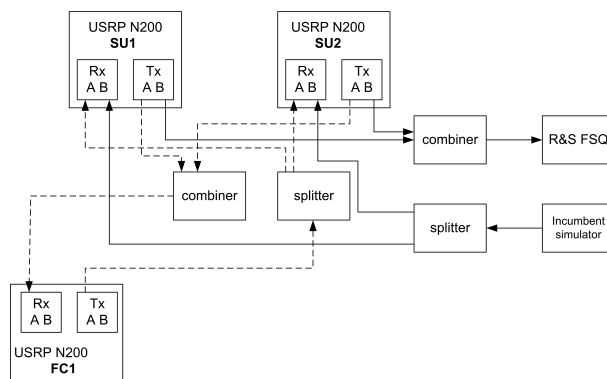 USRP N200
SU1
Rx
A B
Tx
A B
USRP N200
SU2
Rx
A B
Tx
A B
combiner
R&S FSQ
combiner
splitter
splitter
Incumbent
simulator
Rx
A B
Tx
A B
USRP N200
FC1